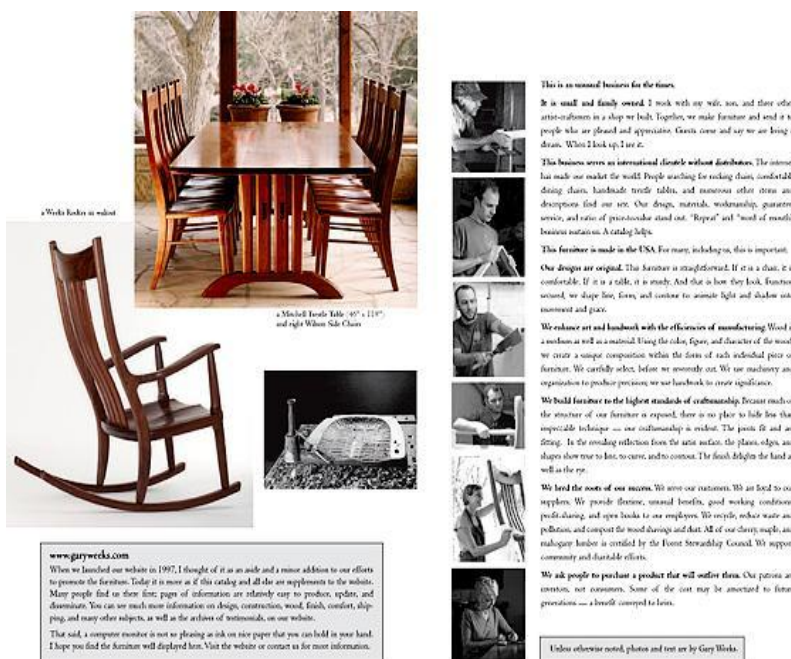 a Weeks Rocker in walnut
a Mitchell Trestle Table (46" x 119")
and eight Wilson Side Chairs
www.garyweeks.com
When we launched our website in 1997, I thought of it as an aside and a minor addition to our efforts
to promote the furniture. Today it is more as if this catalog and all else are supplements to the website.
Many people find us there first; pages of information are relatively easy to produce, update, and
disseminate. You can see much more information on design, construction, wood, finish, comfort, ship-
ping, and many other subjects, as well as the archives of testimonials, on our website.
That said, a computer monitor is not so pleasing as ink on nice paper that you can hold in your hand.
I hope you find the furniture well displayed here. Visit the website or contact us for more information.
This is an unusual business for the times.
It is small and family owned. I work with my wife, son, and three other
artist-craftsmen in a shop we built. Together, we make furniture and send it to
people who are pleased and appreciative. Guests come and say we are living a
dream. When I look up, I see it.
This business serves an international clientele without distributors. The internet
has made our market the world. People searching for rocking chairs, comfortable
dining chairs, handmade trestle tables, and numerous other items and
descriptions find our site. Our design, materials, workmanship, guarantee,
service, and ratio of price-to-value stand out. "Repeat" and "word of mouth"
business sustain us. A catalog helps.
This furniture is made in the USA. For many, including us, this is important.
Our designs are original. This furniture is straightforward. If it is a chair, it is
comfortable. If it is a table, it is sturdy. And that is how they look. Function
secured, we shape line, form, and contour to animate light and shadow into
movement and grace.
We enhance art and handwork with the efficiencies of manufacturing. Wood is
a medium as well as a material. Using the color, figure, and character of the wood,
we create a unique composition within the form of each individual piece of
furniture. We carefully select, before we reverently cut. We use machinery and
organization to produce precision; we use handwork to create significance.
We build furniture to the highest standards of craftsmanship. Because much of
the structure of our furniture is exposed, there is no place to hide less than
impeccable technique — our craftsmanship is evident. The joints fit and are
fitting. In the revealing reflection from the satin surface, the planes, edges, and
shapes show true to line, to curve, and to contour. The finish delights the hand as
well as the eye.
We heed the roots of our success. We serve our customers. We are loyal to our
suppliers. We provide flextime, unusual benefits, good working conditions,
profit-sharing, and open books to our employees. We recycle, reduce waste and
pollution, and compost the wood shavings and dust. All of our cherry, maple, and
mahogany lumber is certified by the Forest Stewardship Council. We support
community and charitable efforts.
We ask people to purchase a product that will outlive them. Our patrons are
investors, not consumers. Some of the cost may be amortized to future
generations — a benefit conveyed to heirs.
Unless otherwise noted, photos and text are by Gary Weeks.